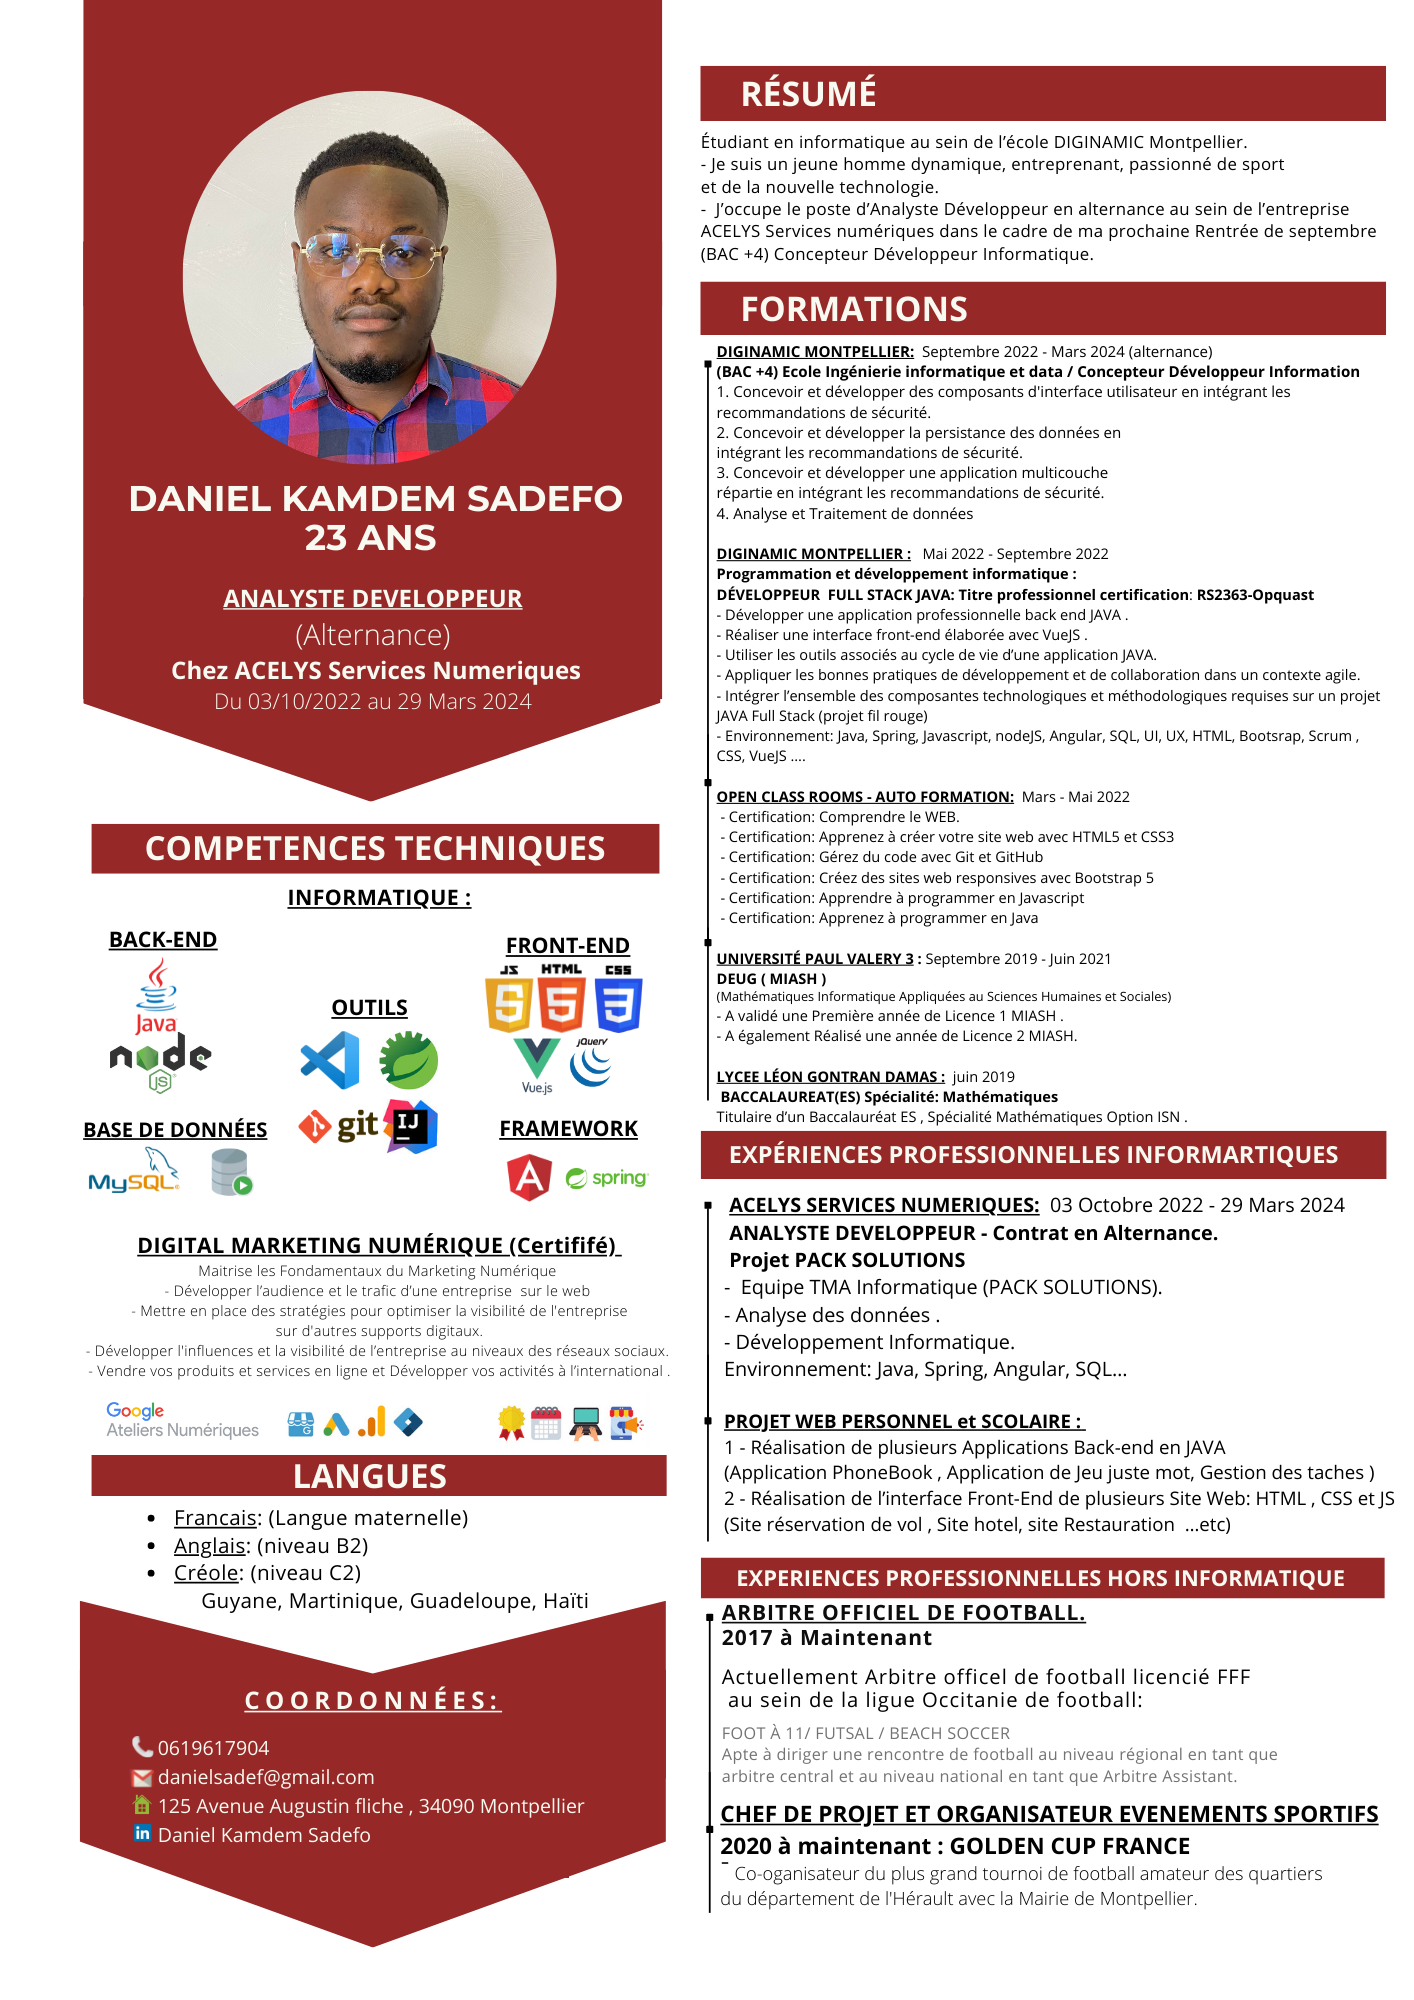 DANIEL KAMDEM SADEFO
23 ANS
ANALYSTE DEVELOPPEUR
(Alternance)
Chez ACELYS Services Numeriques
Du 03/10/2022 au 29 Mars 2024
COMPETENCES TECHNIQUES
INFORMATIQUE :
BACK-END
Java
node
JS
OUTILS
git
IJ
FRONT-END
JS HTML CSS
5 5 3
Vue.js
jQuery
BASE DE DONNÉES
MySQL
FRAMEWORK
A
spring
DIGITAL MARKETING NUMÉRIQUE (Certififé)
Maitrise les Fondamentaux du Marketing Numérique
- Développer l’audience et le trafic d’une entreprise  sur le web
- Mettre en place des stratégies pour optimiser la visibilité de l'entreprise
sur d'autres supports digitaux.
- Développer l'influences et la visibilité de l’entreprise au niveaux des réseaux sociaux.
- Vendre vos produits et services en ligne et Développer vos activités à l’international .
Google
Ateliers Numériques
G
LANGUES
• Francais: (Langue maternelle)
• Anglais: (niveau B2)
• Créole: (niveau C2)
Guyane, Martinique, Guadeloupe, Haïti
COORDONNÉES:
0619617904
danielsadef@gmail.com
125 Avenue Augustin fliche , 34090 Montpellier
in Daniel Kamdem Sadefo
RÉSUMÉ
Étudiant en informatique au sein de l’école DIGINAMIC Montpellier.
- Je suis un jeune homme dynamique, entreprenant, passionné de sport
et de la nouvelle technologie.
-  J’occupe le poste d’Analyste Développeur en alternance au sein de l’entreprise
ACELYS Services numériques dans le cadre de ma prochaine Rentrée de septembre
(BAC +4) Concepteur Développeur Informatique.
FORMATIONS
DIGINAMIC MONTPELLIER:  Septembre 2022 - Mars 2024 (alternance)
(BAC +4) Ecole Ingénierie informatique et data / Concepteur Développeur Information
1. Concevoir et développer des composants d'interface utilisateur en intégrant les
recommandations de sécurité.
2. Concevoir et développer la persistance des données en
intégrant les recommandations de sécurité.
3. Concevoir et développer une application multicouche
répartie en intégrant les recommandations de sécurité.
4. Analyse et Traitement de données
DIGINAMIC MONTPELLIER :   Mai 2022 - Septembre 2022
Programmation et développement informatique :
DÉVELOPPEUR  FULL STACK JAVA: Titre professionnel certification: RS2363-Opquast
- Développer une application professionnelle back end JAVA .
- Réaliser une interface front-end élaborée avec VueJS .
- Utiliser les outils associés au cycle de vie d’une application JAVA.
- Appliquer les bonnes pratiques de développement et de collaboration dans un contexte agile.
- Intégrer l’ensemble des composantes technologiques et méthodologiques requises sur un projet
JAVA Full Stack (projet fil rouge)
- Environnement: Java, Spring, Javascript, nodeJS, Angular, SQL, UI, UX, HTML, Bootsrap, Scrum ,
CSS, VueJS ....
OPEN CLASS ROOMS - AUTO FORMATION:  Mars - Mai 2022
- Certification: Comprendre le WEB.
- Certification: Apprenez à créer votre site web avec HTML5 et CSS3
- Certification: Gérez du code avec Git et GitHub
- Certification: Créez des sites web responsives avec Bootstrap 5
- Certification: Apprendre à programmer en Javascript
- Certification: Apprenez à programmer en Java
UNIVERSITÉ PAUL VALERY 3 : Septembre 2019 - Juin 2021
DEUG ( MIASH )
(Mathématiques Informatique Appliquées au Sciences Humaines et Sociales)
- A validé une Première année de Licence 1 MIASH .
- A également Réalisé une année de Licence 2 MIASH.
LYCEE LÉON GONTRAN DAMAS :  juin 2019
BACCALAUREAT(ES) Spécialité: Mathématiques
Titulaire d’un Baccalauréat ES , Spécialité Mathématiques Option ISN .
EXPÉRIENCES PROFESSIONNELLES INFORMARTIQUES
ACELYS SERVICES NUMERIQUES:  03 Octobre 2022 - 29 Mars 2024
ANALYSTE DEVELOPPEUR - Contrat en Alternance.
Projet PACK SOLUTIONS
-  Equipe TMA Informatique (PACK SOLUTIONS).
- Analyse des données .
- Développement Informatique.
Environnement: Java, Spring, Angular, SQL...
PROJET WEB PERSONNEL et SCOLAIRE :
1 - Réalisation de plusieurs Applications Back-end en JAVA
(Application PhoneBook , Application de Jeu juste mot, Gestion des taches )
2 - Réalisation de l’interface Front-End de plusieurs Site Web: HTML , CSS et JS
(Site réservation de vol , Site hotel, site Restauration  ...etc)
EXPERIENCES PROFESSIONNELLES HORS INFORMATIQUE
ARBITRE OFFICIEL DE FOOTBALL.
2017 à Maintenant
Actuellement Arbitre officel de football licencié FFF
au sein de la ligue Occitanie de football:
FOOT À 11/ FUTSAL / BEACH SOCCER
Apte à diriger une rencontre de football au niveau régional en tant que
arbitre central et au niveau national en tant que Arbitre Assistant.
CHEF DE PROJET ET ORGANISATEUR EVENEMENTS SPORTIFS
2020 à maintenant : GOLDEN CUP FRANCE
- Co-oganisateur du plus grand tournoi de football amateur des quartiers
du département de l'Hérault avec la Mairie de Montpellier.